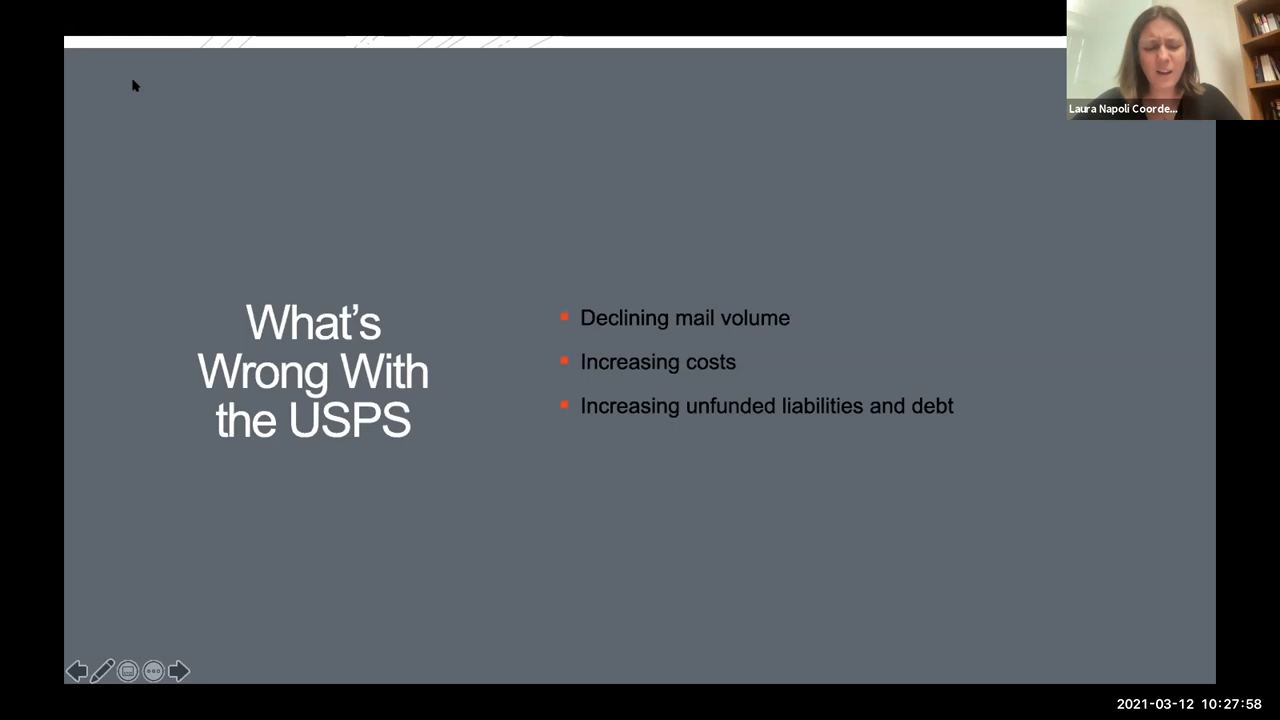 Laura Napoli Coorde...
What's
Wrong With
the USPS
Declining mail volume
Increasing costs
Increasing unfunded liabilities and debt
2021-03-12 10:27:58